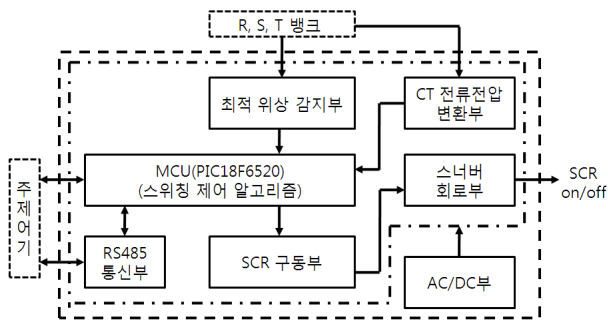 R, S, T 뱅크
최적 위상 감지부
CT 전류전압
변환부
MCU(PIC18F6520)
(스위칭 제어 알고리즘)
스너버
회로부
SCR
on/off
주제어기
RS485
통신부
SCR 구동부
AC/DC부